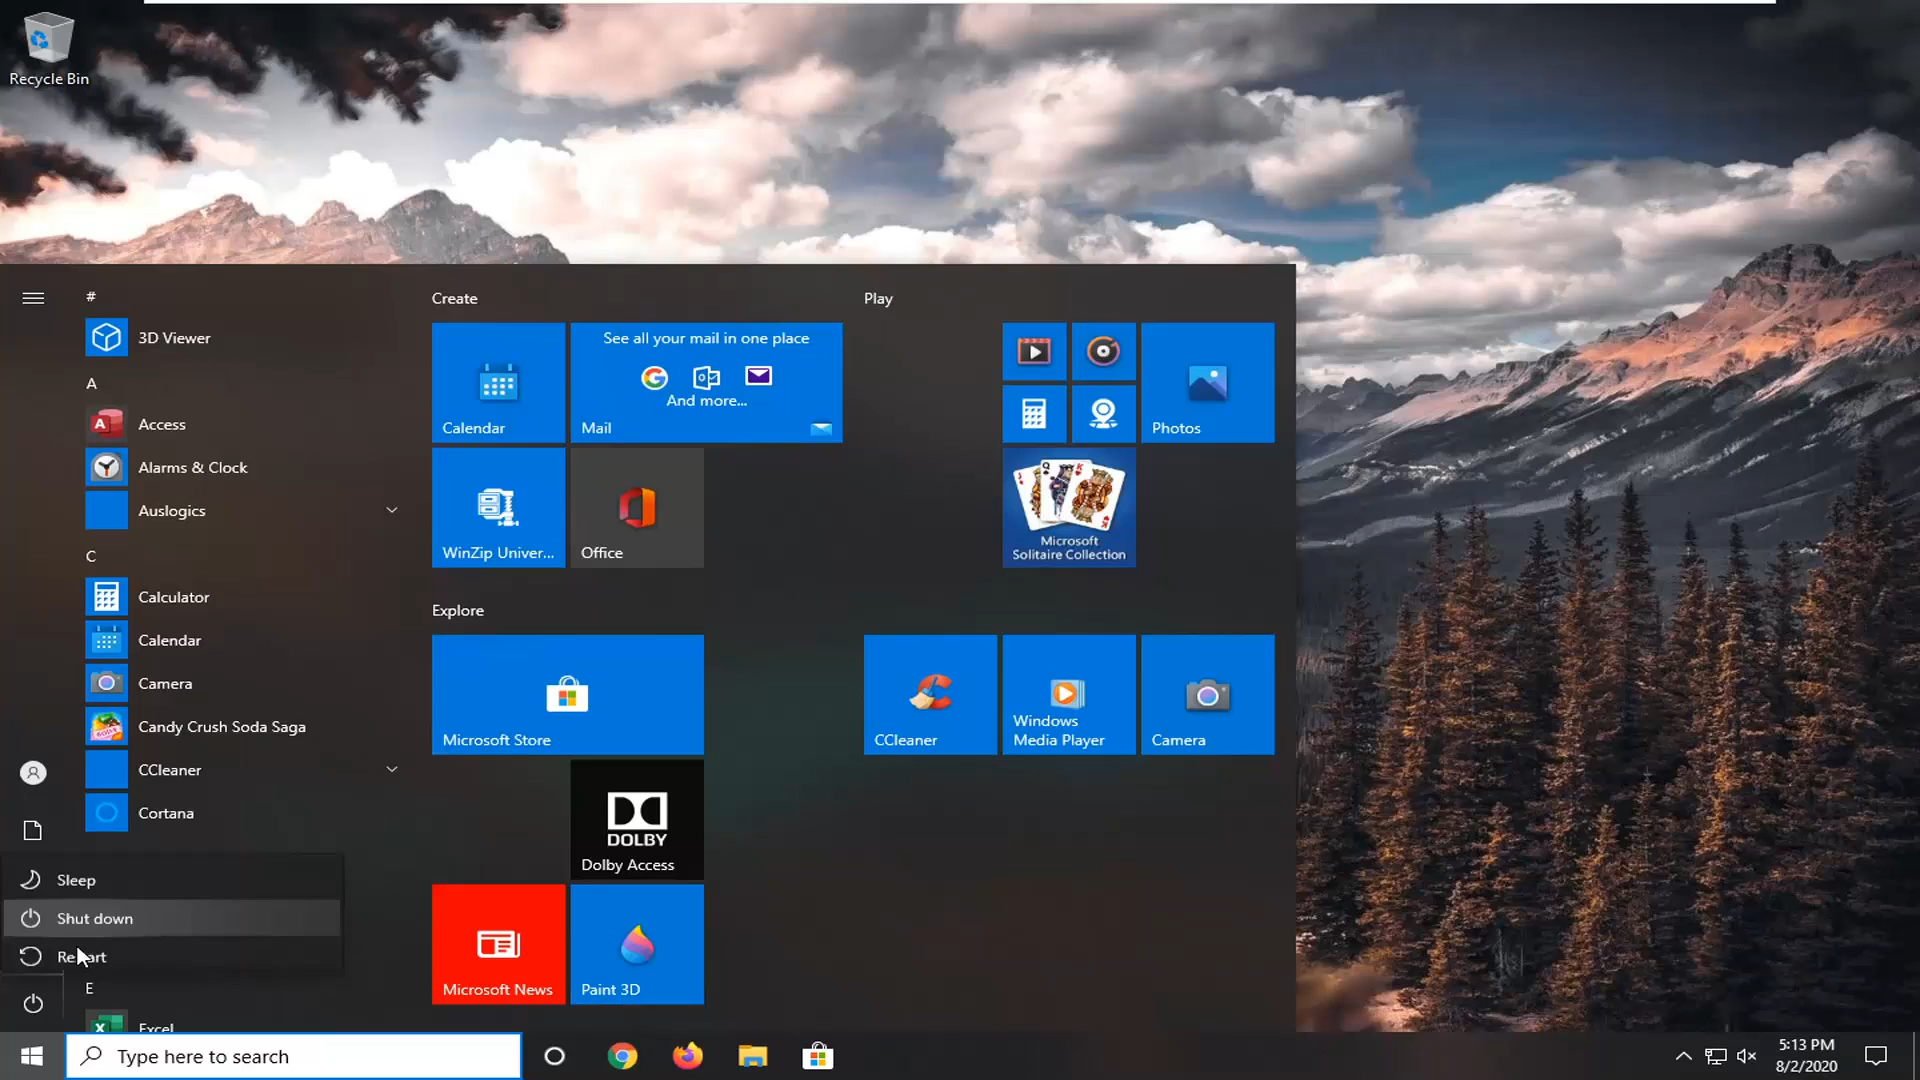 Recycle Bin
#
3D Viewer
A
Access
Alarms & Clock
Auslogics
C
Calculator
Calendar
Camera
Candy Crush Soda Saga
CCleaner
Cortana
Sleep
Shut down
Re rt
E
Excel
Create
Calendar
See all your mail in one place
And more...
Mail
WinZip Univer...
Office
Explore
Microsoft Store
DOLBY
Dolby Access
Microsoft News
Paint 3D
Play
Photos
Microsoft
Solitaire Collection
CCleaner
Windows
Media Player
Camera
Type here to search
5:13 PM
8/2/2020